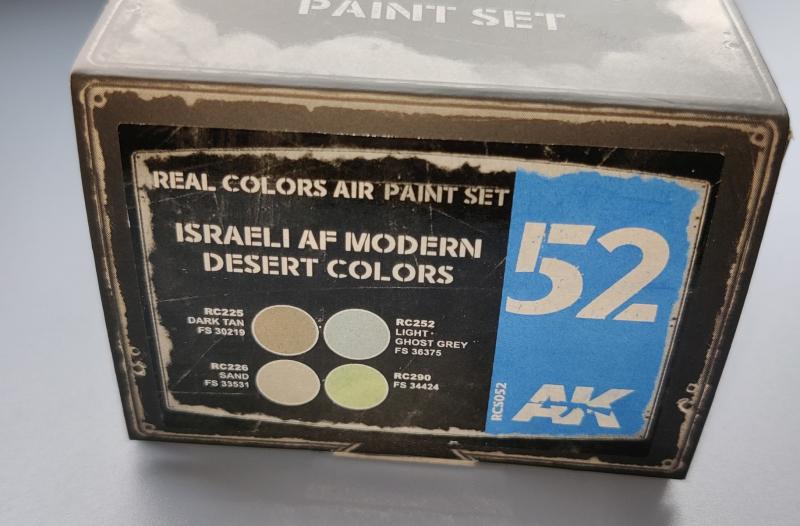 PAINT SET
REAL COLORS AIR PAINT SET
ISRAELI AF MODERN
DESERT COLORS
52
RC225
DARK TAN
FS 30219
RC252
LIGHT
GHOST GREY
FS 36375
RC226
SAND
FS 33531
RC290
FS 34424
RCS052
AK